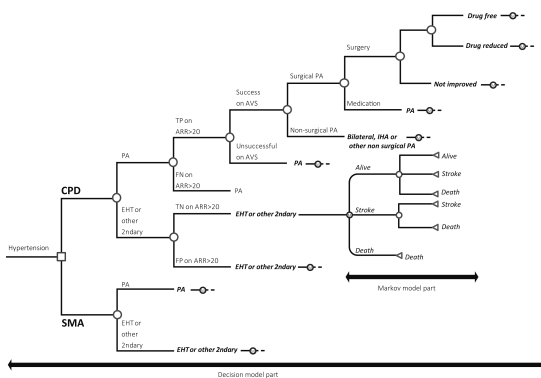 Drug free
Surgery
Drug reduced
Success
on AVS
Surgical PA
Not improved
TP on
ARR>20
Medication
PA
Non-surgical PA
Bilateral, IHA or
other non surgical PA
PA
Unsuccessful
on AVS
PA
FN on
ARR>20
PA
Alive
Alive
Stroke
Death
CPD
EHT or
other
2ndary
TN on ARR>20
EHT or other 2ndary
Stroke
Stroke
Death
Hypertension
FP on ARR>20
EHT or other 2ndary
Death
Death
Markov model part
PA
PA
SMA
EHT or
other
2ndary
EHT or other 2ndary
Decision model part